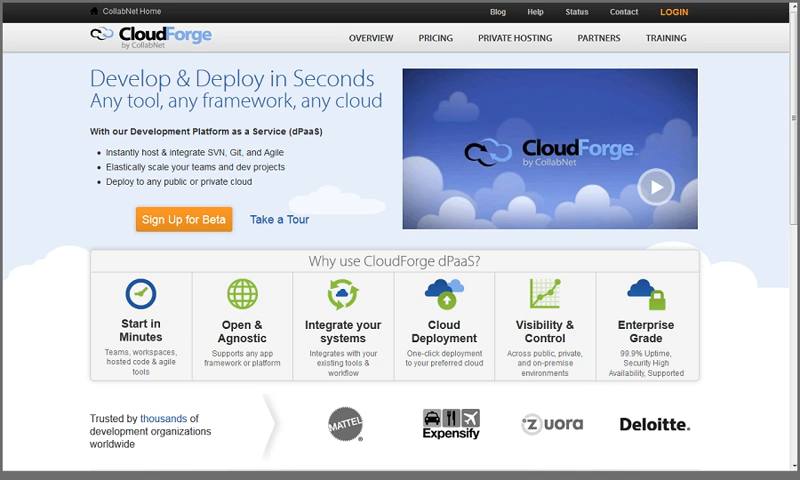 CollabNet Home
Blog Help Status Contact LOGIN
CloudForge
by CollabNet
OVERVIEW PRICING PRIVATE HOSTING PARTNERS TRAINING
Develop & Deploy in Seconds
Any tool, any framework, any cloud
With our Development Platform as a Service (dPaaS)
Instantly host & integrate SVN, Git, and Agile
Elastically scale your teams and dev projects
Deploy to any public or private cloud
Sign Up for Beta Take a Tour
CloudForge
by CollabNet
Why use CloudForge dPaaS?
Start in
Minutes
Teams, workspaces,
hosted code & agile
tools
Open &
Agnostic
Supports any app
framework or platform
Integrate your
systems
Integrates with your
existing tools &
workflow
Cloud
Deployment
One-click deployment
to your preferred cloud
Visibility &
Control
Across public, private,
and on-premise
environments
Enterprise
Grade
99.9% Uptime,
Security High
Availability, Supported
Trusted by thousands of
development organizations
worldwide
MATTEL
Expensify
zuora
Deloitte.